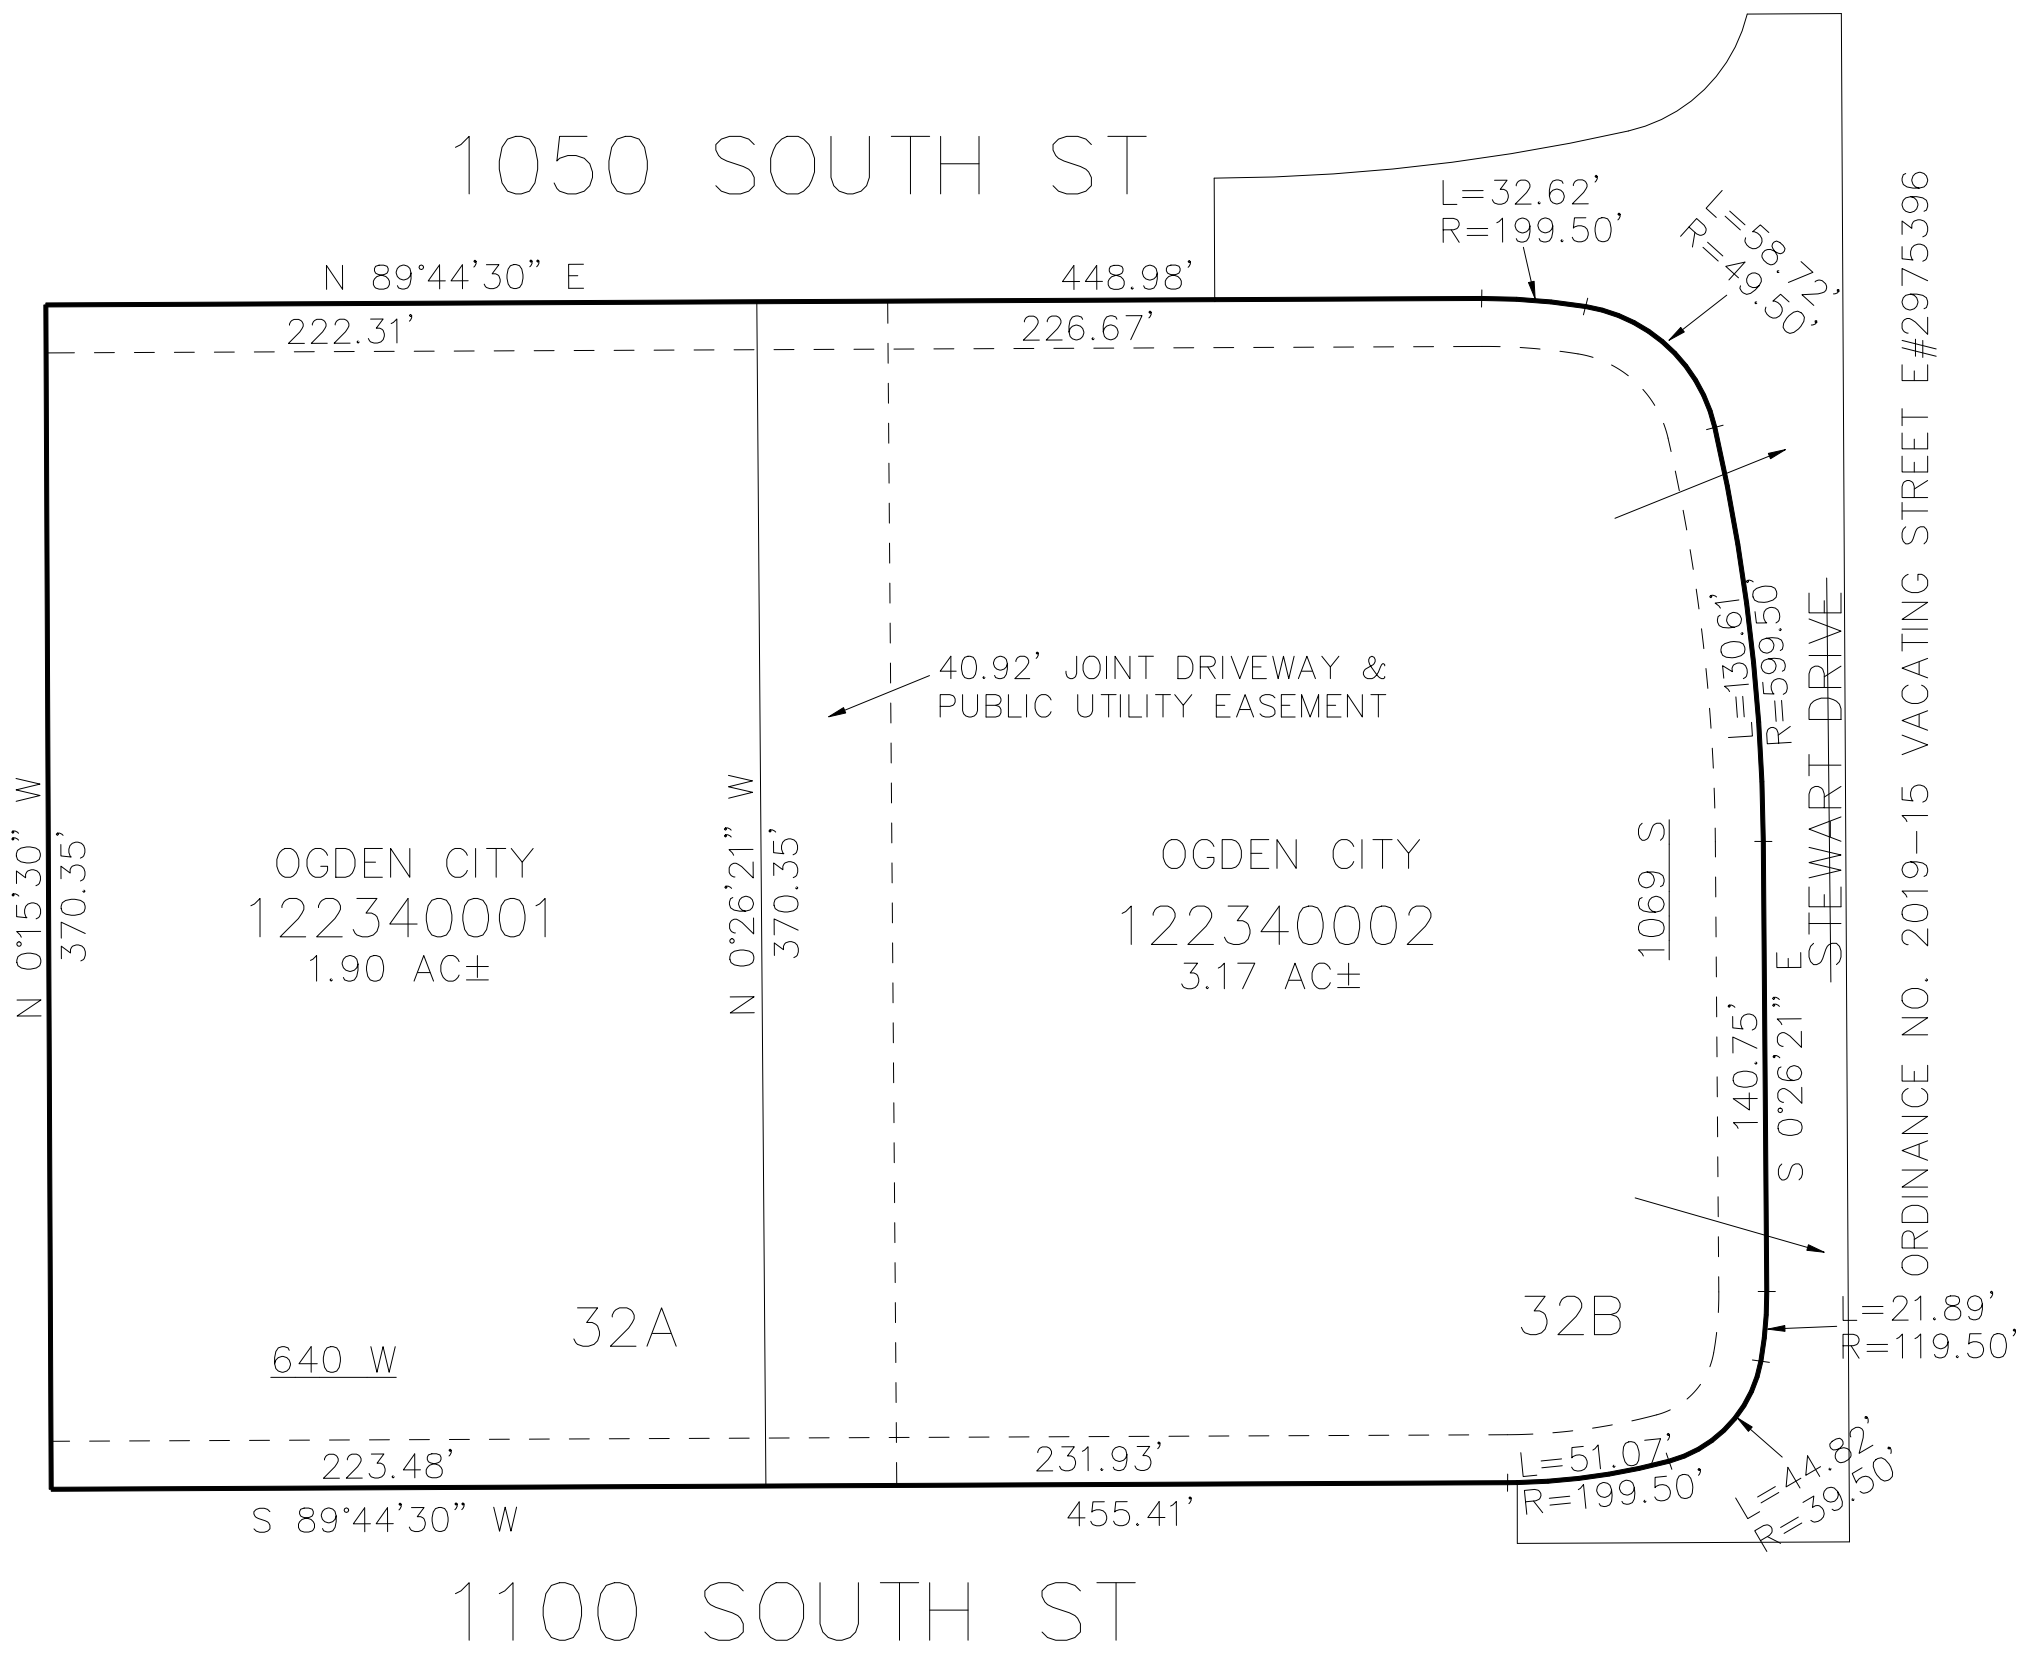 1050 SOUTH ST
L=32.62'
R=199.50'
L=58.72'
R=49.50'
N 89°44'30" E
448.98'
222.31'
226.67'
ORDINANCE NO. 2019-15 VACATING STREET E#2975396
STEWART DRIVE
L=130.61'
R=599.50'
40.92' JOINT DRIVEWAY &
PUBLIC UTILITY EASEMENT
N 0°15'30" W
370.35'
OGDEN CITY
122340001
1.90 AC±
N 0°26'21" W
370.35'
OGDEN CITY
122340002
3.17 AC±
1069 S
140.75'
S 0°26'21" E
32A
32B
640 W
L=21.89'
R=119.50'
223.48'
231.93'
L=51.07'
R=199.50'
L=44.82'
R=39.50'
S 89°44'30" W
455.41'
1100 SOUTH ST